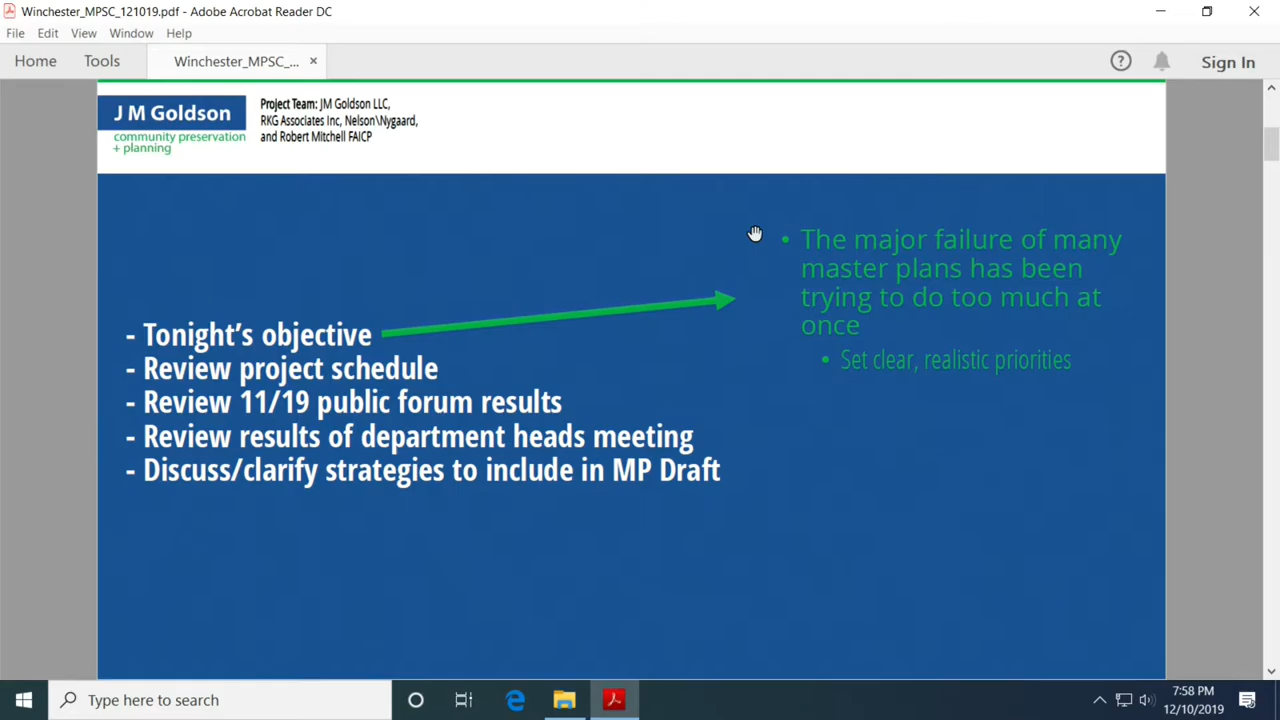 Winchester_MPSC_121019.pdf - Adobe Acrobat Reader DC
File Edit View Window Help
Home Tools Winchester_MPSC_... × Sign In
J M Goldson
community preservation
+ planning
Project Team: JM Goldson LLC,
RKG Associates Inc, Nelson\Nygaard,
and Robert Mitchell FAICP
- Tonight's objective
- Review project schedule
- Review 11/19 public forum results
- Review results of department heads meeting
- Discuss/clarify strategies to include in MP Draft
• The major failure of many
master plans has been
trying to do too much at
once
• Set clear, realistic priorities
Type here to search
7:58 PM
12/10/2019